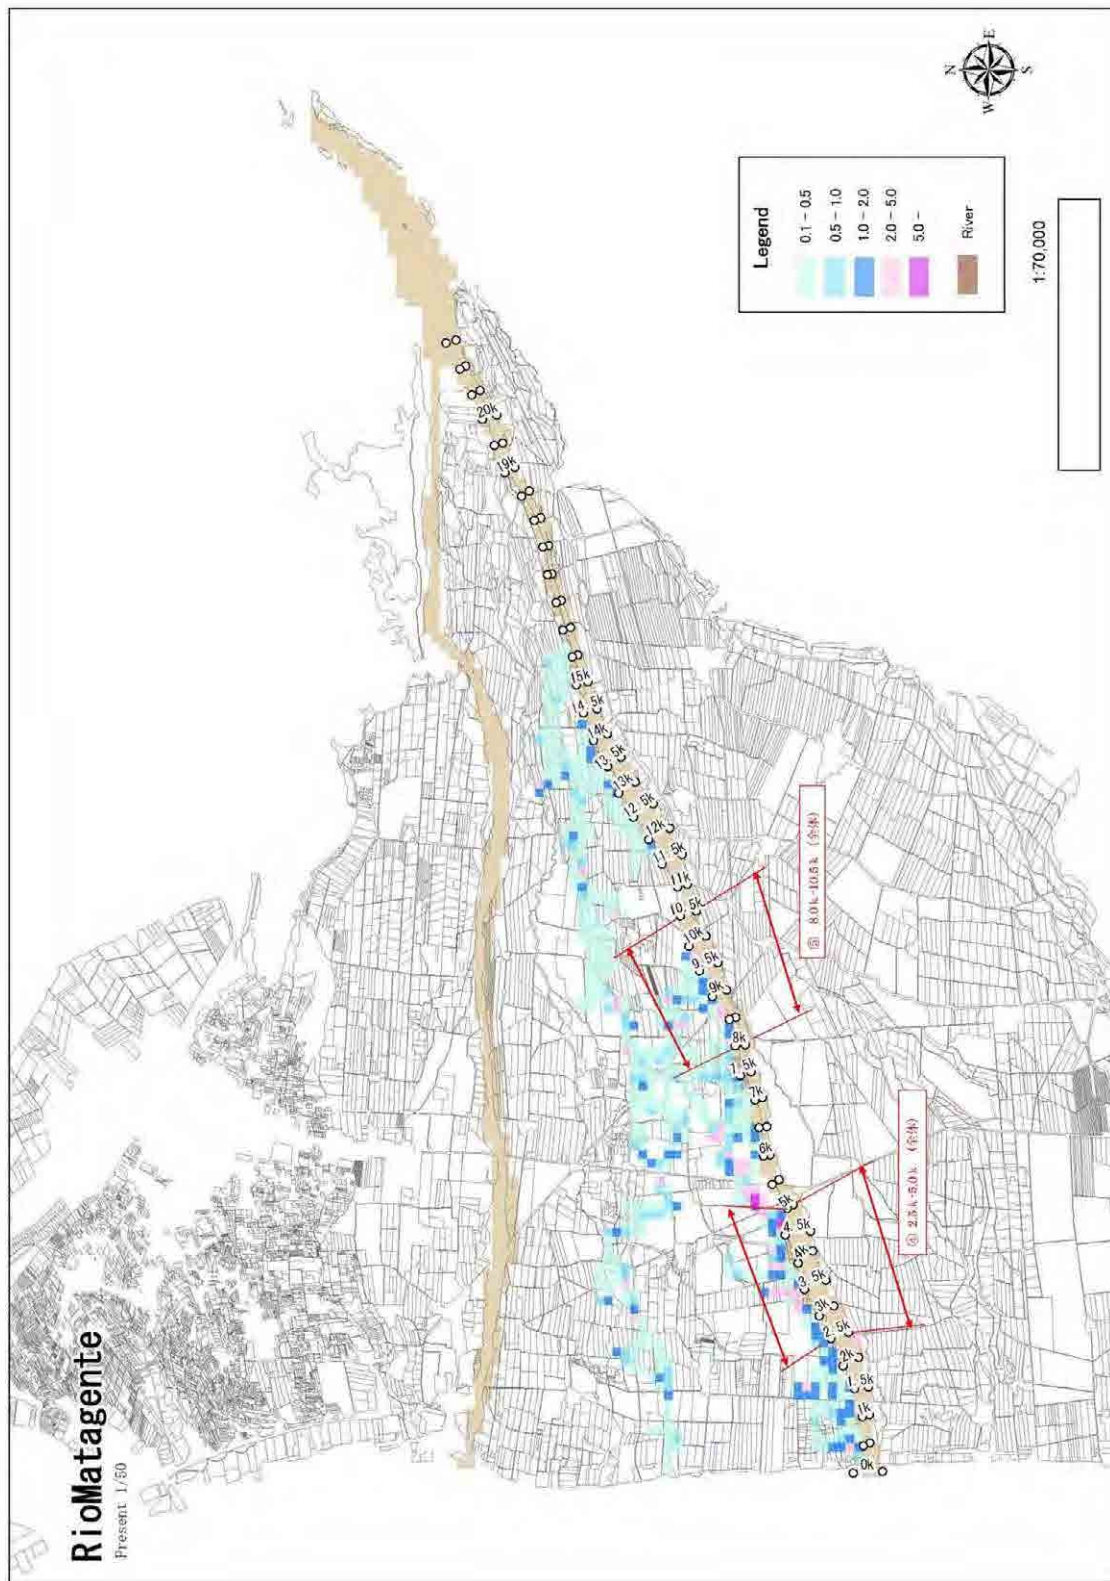 RioMatagente
Present 1/50
N
E
S
W
Legend
0.1 - 0.5
0.5 - 1.0
1.0 - 2.0
2.0 - 5.0
5.0 -
River
1:70,000
0k
1k
1.5k
2k
2.5k
3k
3.5k
4k
4.5k
5k
6k
7k
7.5k
8k
9k
9.5k
10k
10.5k
11k
11.5k
12k
12.5k
13k
13.5k
14k
14.5k
15k
19k
20k
8.0k-10.5k (全体)
2.5k-5.0k (全体)